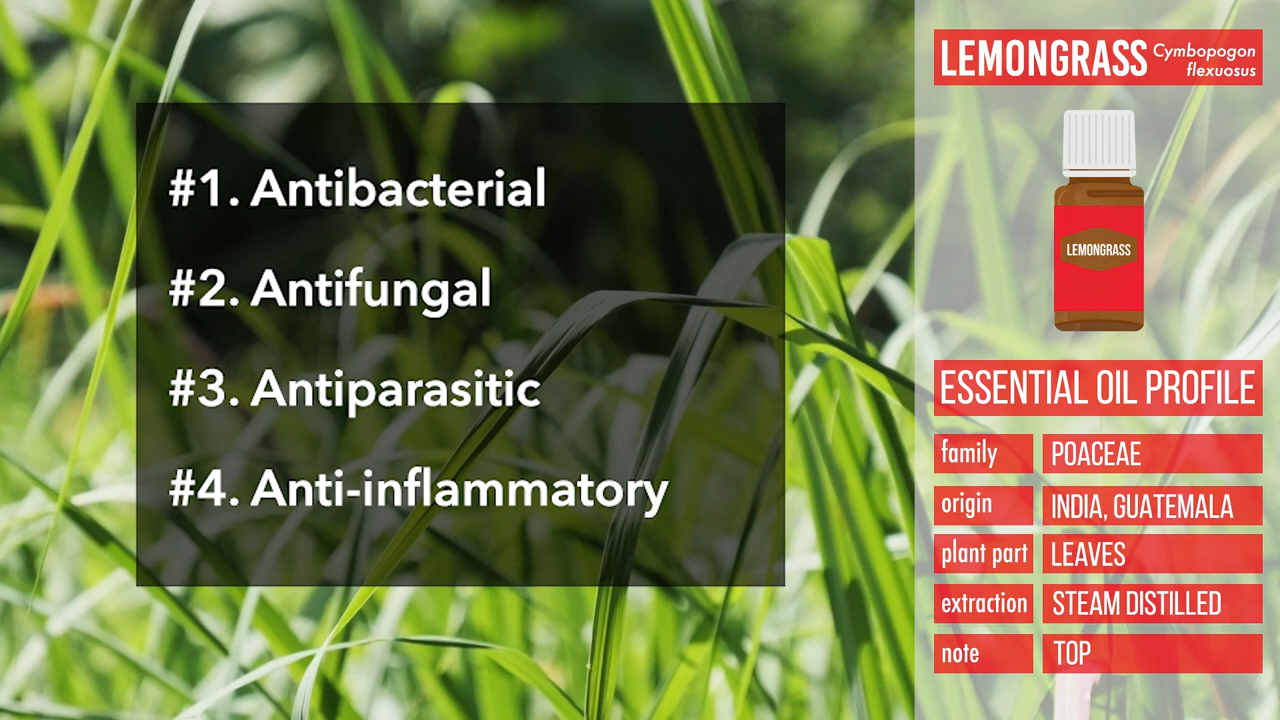 #1. Antibacterial
#2. Antifungal
#3. Antiparasitic
#4. Anti-inflammatory
LEMONGRASS Cymbopogon
flexuosus
LEMONGRASS
ESSENTIAL OIL PROFILE
family POACEAE
origin INDIA, GUATEMALA
plant part LEAVES
extraction STEAM DISTILLED
note TOP